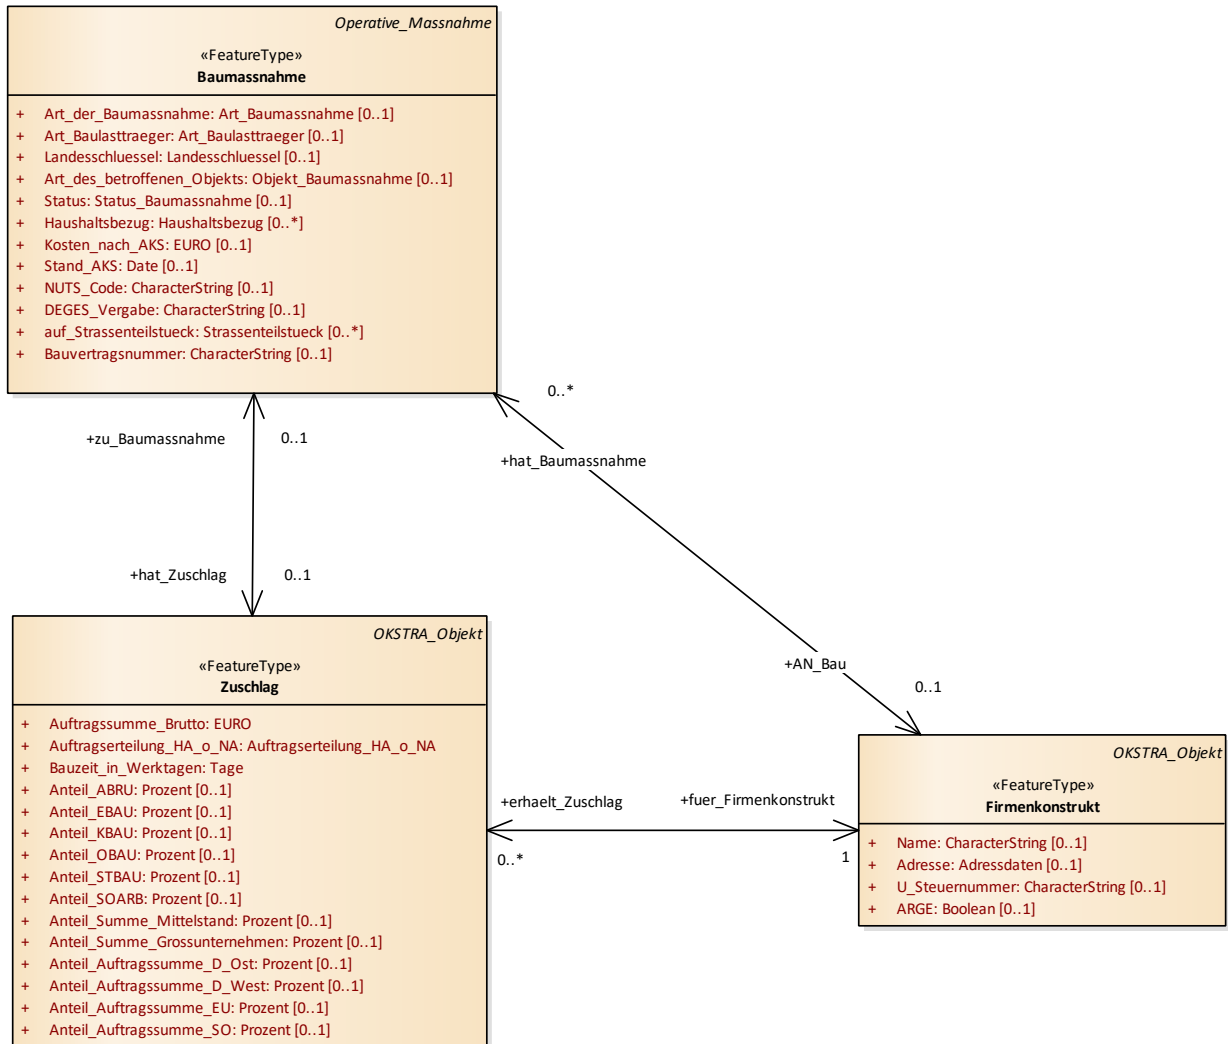 Operative_Massnahme
«FeatureType»
Baumassnahme
+ Art_der_Baumassnahme: Art_Baumassnahme [0..1]
+ Art_Baulasttraeger: Art_Baulasttraeger [0..1]
+ Landesschluessel: Landesschluessel [0..1]
+ Art_des_betroffenen_Objekts: Objekt_Baumassnahme [0..1]
+ Status: Status_Baumassnahme [0..1]
+ Haushaltsbezug: Haushaltsbezug [0..*]
+ Kosten_nach_AKS: EURO [0..1]
+ Stand_AKS: Date [0..1]
+ NUTS_Code: CharacterString [0..1]
+ DEGES_Vergabe: CharacterString [0..1]
+ auf_Strassenteilstueck: Strassenteilstueck [0..*]
+ Bauvertragsnummer: CharacterString [0..1]
0..*
+zu_Baumassnahme 0..1
+hat_Baumassnahme
+hat_Zuschlag 0..1
+AN_Bau
0..1
OKSTRA_Objekt
«FeatureType»
Zuschlag
+ Auftragssumme_Brutto: EURO
+ Auftragserteilung_HA_o_NA: Auftragserteilung_HA_o_NA
+ Bauzeit_in_Werktagen: Tage
+ Anteil_ABRU: Prozent [0..1]
+ Anteil_EBAU: Prozent [0..1]
+ Anteil_KBAU: Prozent [0..1]
+ Anteil_OBAU: Prozent [0..1]
+ Anteil_STBAU: Prozent [0..1]
+ Anteil_SOARB: Prozent [0..1]
+ Anteil_Summe_Mittelstand: Prozent [0..1]
+ Anteil_Summe_Grossunternehmen: Prozent [0..1]
+ Anteil_Auftragssumme_D_Ost: Prozent [0..1]
+ Anteil_Auftragssumme_D_West: Prozent [0..1]
+ Anteil_Auftragssumme_EU: Prozent [0..1]
+ Anteil_Auftragssumme_SO: Prozent [0..1]
+erhaelt_Zuschlag +fuer_Firmenkonstrukt
0..* 1
OKSTRA_Objekt
«FeatureType»
Firmenkonstrukt
+ Name: CharacterString [0..1]
+ Adresse: Adressdaten [0..1]
+ U_Steuernummer: CharacterString [0..1]
+ ARGE: Boolean [0..1]